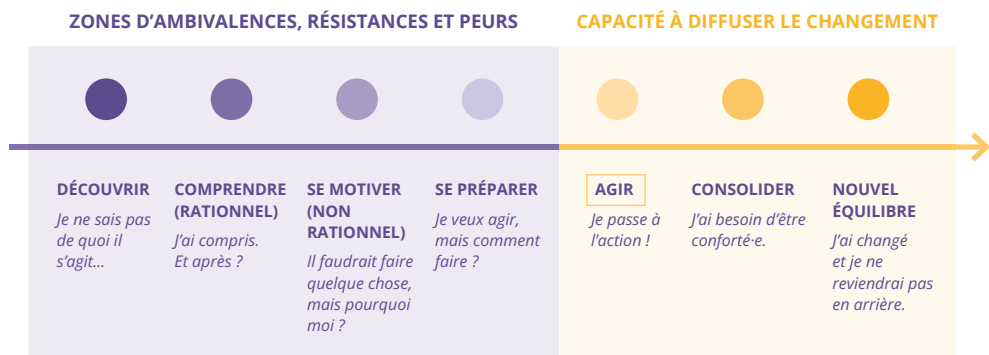 ZONES D'AMBIVALENCES, RÉSISTANCES ET PEURS
CAPACITÉ À DIFFUSER LE CHANGEMENT
DÉCOUVRIR
Je ne sais pas
de quoi il
s'agit...
COMPRENDRE
(RATIONNEL)
J'ai compris.
Et après ?
SE MOTIVER
(NON
RATIONNEL)
Il faudrait faire
quelque chose,
mais pourquoi
moi ?
SE PRÉPARER
Je veux agir,
mais comment
faire ?
AGIR
Je passe à
l'action !
CONSOLIDER
J'ai besoin d'être
conforté·e.
NOUVEL
ÉQUILIBRE
J'ai changé
et je ne
reviendrai pas
en arrière.